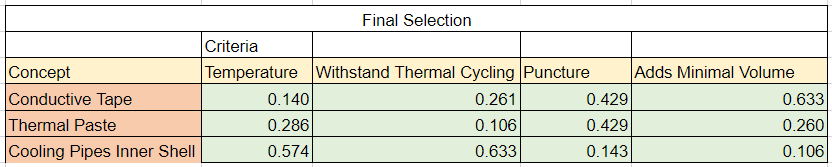 Final Selection
Criteria
Concept Temperature Withstand Thermal Cycling Puncture Adds Minimal Volume
Conductive Tape 0.140 0.261 0.429 0.633
Thermal Paste 0.286 0.106 0.429 0.260
Cooling Pipes Inner Shell 0.574 0.633 0.143 0.106